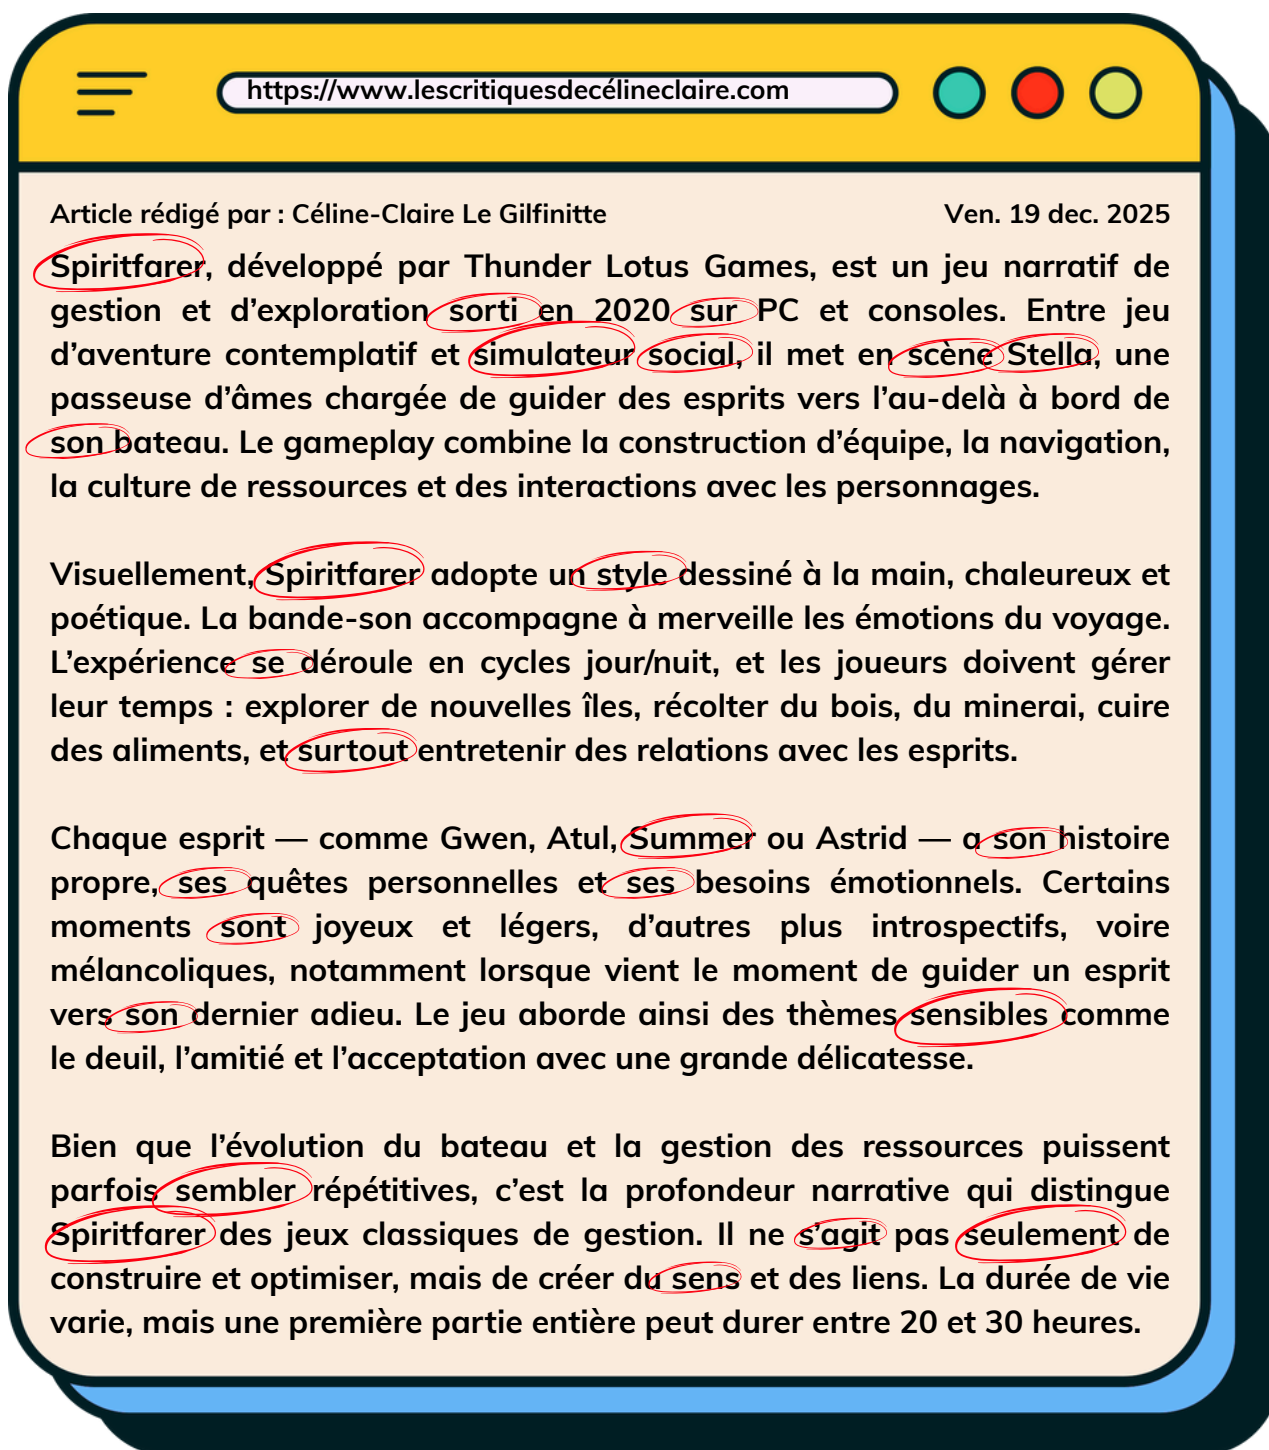 https://www.lescritiquesdecélineclaire.com
Article rédigé par : Céline-Claire Le Gilfinitte Ven. 19 dec. 2025
Spiritfarer, développé par Thunder Lotus Games, est un jeu narratif de
gestion et d’exploration sorti en 2020 sur PC et consoles. Entre jeu
d’aventure contemplatif et simulateur social, il met en scène Stella, une
passeuse d’âmes chargée de guider des esprits vers l’au-delà à bord de
son bateau. Le gameplay combine la construction d’équipe, la navigation,
la culture de ressources et des interactions avec les personnages.
Visuellement, Spiritfarer adopte un style dessiné à la main, chaleureux et
poétique. La bande-son accompagne à merveille les émotions du voyage.
L’expérience se déroule en cycles jour/nuit, et les joueurs doivent gérer
leur temps : explorer de nouvelles îles, récolter du bois, du minerai, cuire
des aliments, et surtout entretenir des relations avec les esprits.
Chaque esprit — comme Gwen, Atul, Summer ou Astrid — a son histoire
propre, ses quêtes personnelles et ses besoins émotionnels. Certains
moments sont joyeux et légers, d’autres plus introspectifs, voire
mélancoliques, notamment lorsque vient le moment de guider un esprit
vers son dernier adieu. Le jeu aborde ainsi des thèmes sensibles comme
le deuil, l’amitié et l’acceptation avec une grande délicatesse.
Bien que l’évolution du bateau et la gestion des ressources puissent
parfois sembler répétitives, c’est la profondeur narrative qui distingue
Spiritfarer des jeux classiques de gestion. Il ne s’agit pas seulement de
construire et optimiser, mais de créer du sens et des liens. La durée de vie
varie, mais une première partie entière peut durer entre 20 et 30 heures.